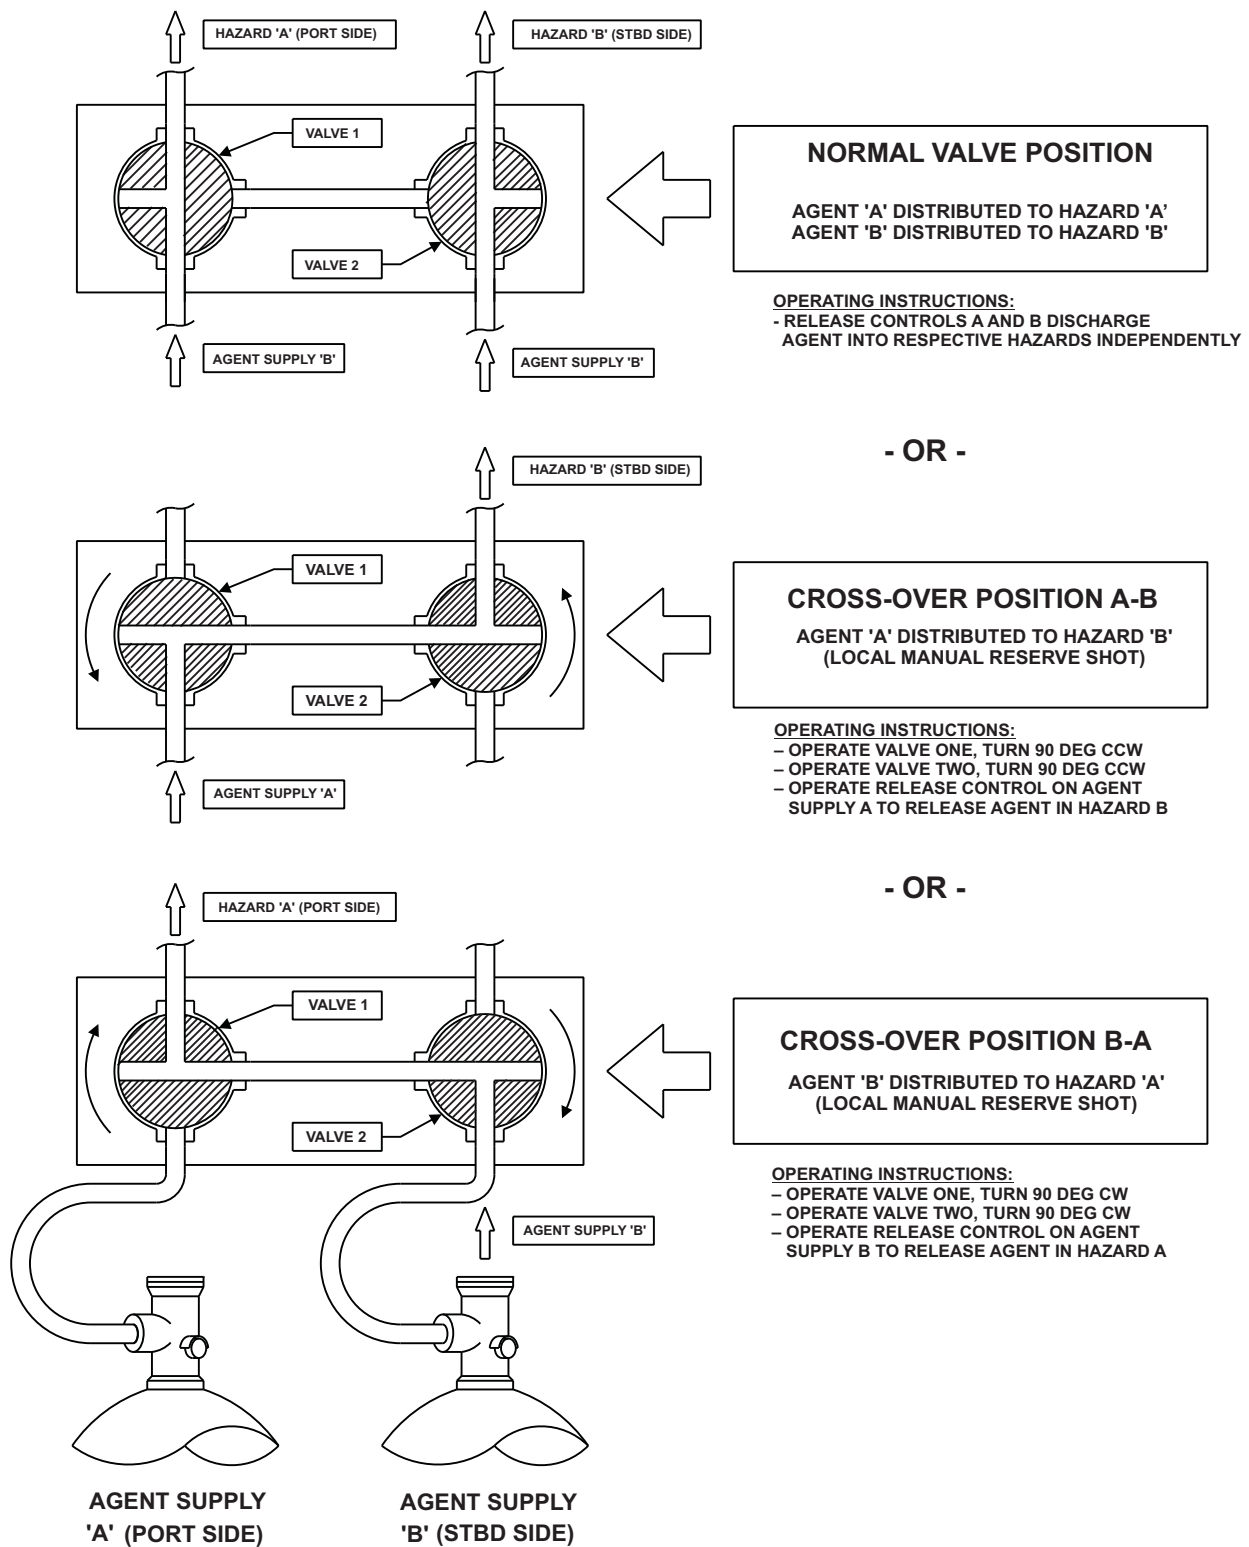 HAZARD 'A' (PORT SIDE)
HAZARD 'B' (STBD SIDE)
VALVE 1
VALVE 2
AGENT SUPPLY 'B'
AGENT SUPPLY 'B'
NORMAL VALVE POSITION
AGENT 'A' DISTRIBUTED TO HAZARD 'A’
AGENT 'B' DISTRIBUTED TO HAZARD 'B'
OPERATING INSTRUCTIONS:
- RELEASE CONTROLS A AND B DISCHARGE
AGENT INTO RESPECTIVE HAZARDS INDEPENDENTLY
- OR -
HAZARD 'B' (STBD SIDE)
VALVE 1
VALVE 2
AGENT SUPPLY 'A'
CROSS-OVER POSITION A-B
AGENT 'A' DISTRIBUTED TO HAZARD 'B'
(LOCAL MANUAL RESERVE SHOT)
OPERATING INSTRUCTIONS:
– OPERATE VALVE ONE, TURN 90 DEG CCW
– OPERATE VALVE TWO, TURN 90 DEG CCW
– OPERATE RELEASE CONTROL ON AGENT
SUPPLY A TO RELEASE AGENT IN HAZARD B
- OR -
HAZARD 'A' (PORT SIDE)
VALVE 1
VALVE 2
AGENT SUPPLY 'B'
CROSS-OVER POSITION B-A
AGENT 'B' DISTRIBUTED TO HAZARD 'A'
(LOCAL MANUAL RESERVE SHOT)
OPERATING INSTRUCTIONS:
– OPERATE VALVE ONE, TURN 90 DEG CW
– OPERATE VALVE TWO, TURN 90 DEG CW
– OPERATE RELEASE CONTROL ON AGENT
SUPPLY B TO RELEASE AGENT IN HAZARD A
AGENT SUPPLY
'A' (PORT SIDE)
AGENT SUPPLY
'B' (STBD SIDE)